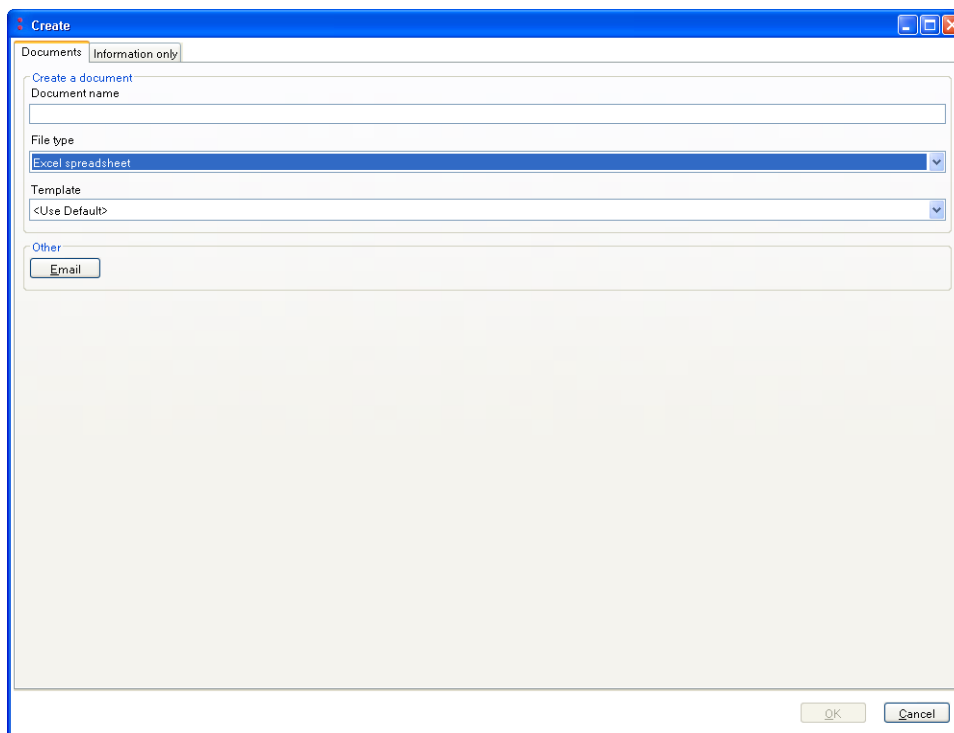 Create
Documents Information only
Create a document
Document name
File type
Excel spreadsheet
Template
<Use Default>
Other
Email
OK Cancel